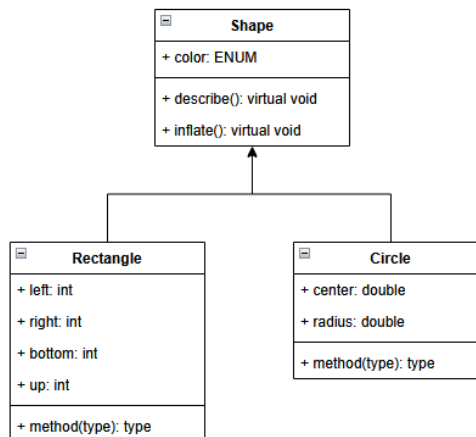 Shape
+ color: ENUM
+ describe(): virtual void
+ inflate(): virtual void
Rectangle
+ left: int
+ right: int
+ bottom: int
+ up: int
+ method(type): type
Circle
+ center: double
+ radius: double
+ method(type): type